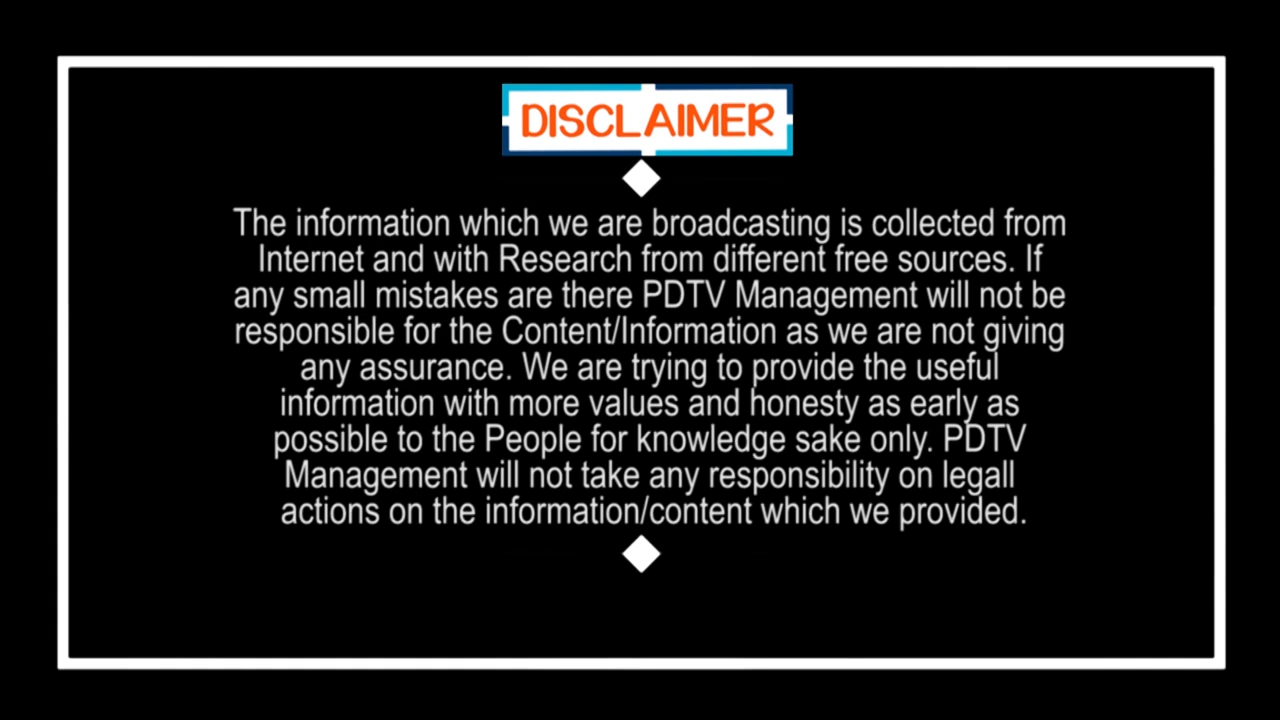 DISCLAIMER
The information which we are broadcasting is collected from
Internet and with Research from different free sources. If
any small mistakes are there PDTV Management will not be
responsible for the Content/Information as we are not giving
any assurance. We are trying to provide the useful
information with more values and honesty as early as
possible to the People for knowledge sake only. PDTV
Management will not take any responsibility on legall
actions on the information/content which we provided.